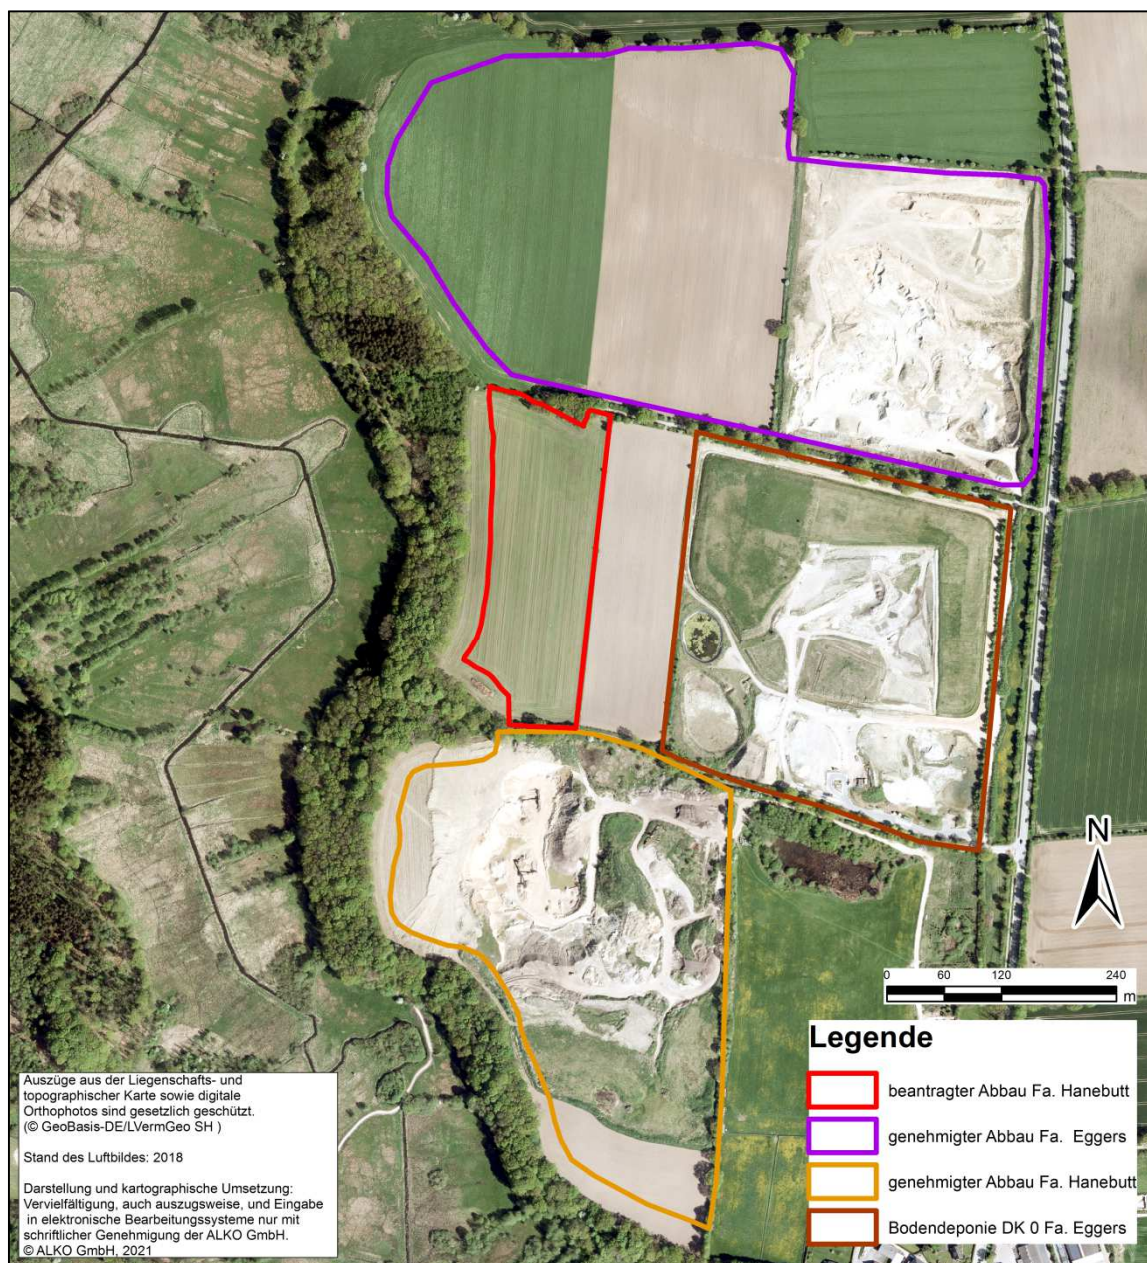 N
0 60 120 240
m
Legende
beantragter Abbau Fa. Hanebutt
genehmigter Abbau Fa. Eggers
genehmigter Abbau Fa. Hanebutt
Bodendeponie DK 0 Fa. Eggers
Auszüge aus der Liegenschafts- und
topographischer Karte sowie digitale
Orthophotos sind gesetzlich geschützt.
(© GeoBasis-DE/LVermGeo SH )
Stand des Luftbildes: 2018
Darstellung und kartographische Umsetzung:
Vervielfältigung, auch auszugsweise, und Eingabe
in elektronische Bearbeitungssysteme nur mit
schriftlicher Genehmigung der ALKO GmbH.
© ALKO GmbH, 2021